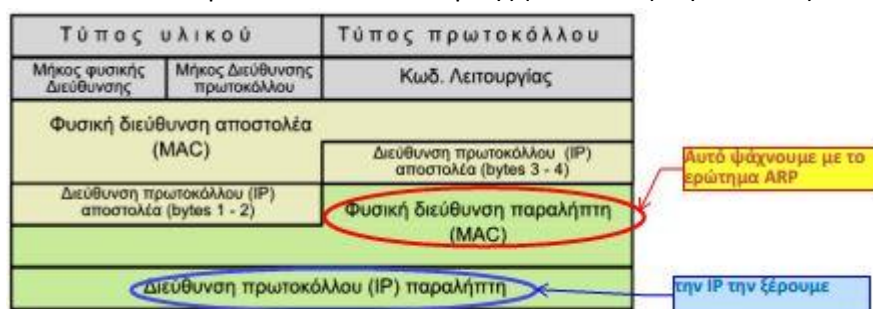 Τύπος υλικού
Τύπος πρωτοκόλλου
Μήκος φυσικής
Διεύθυνσης
Μήκος Διεύθυνσης
πρωτοκόλλου
Κωδ. Λειτουργίας
Φυσική διεύθυνση αποστολέα
(MAC)
Διεύθυνση πρωτοκόλλου (IP)
αποστολέα (bytes 3 - 4)
Αυτό ψάχνουμε με το
ερώτημα ARP
Διεύθυνση πρωτοκόλλου (IP)
αποστολέα (bytes 1 - 2)
Φυσική διεύθυνση παραλήπτη
(MAC)
Διεύθυνση πρωτοκόλλου (IP) παραλήπτη
την IP την ξέρουμε